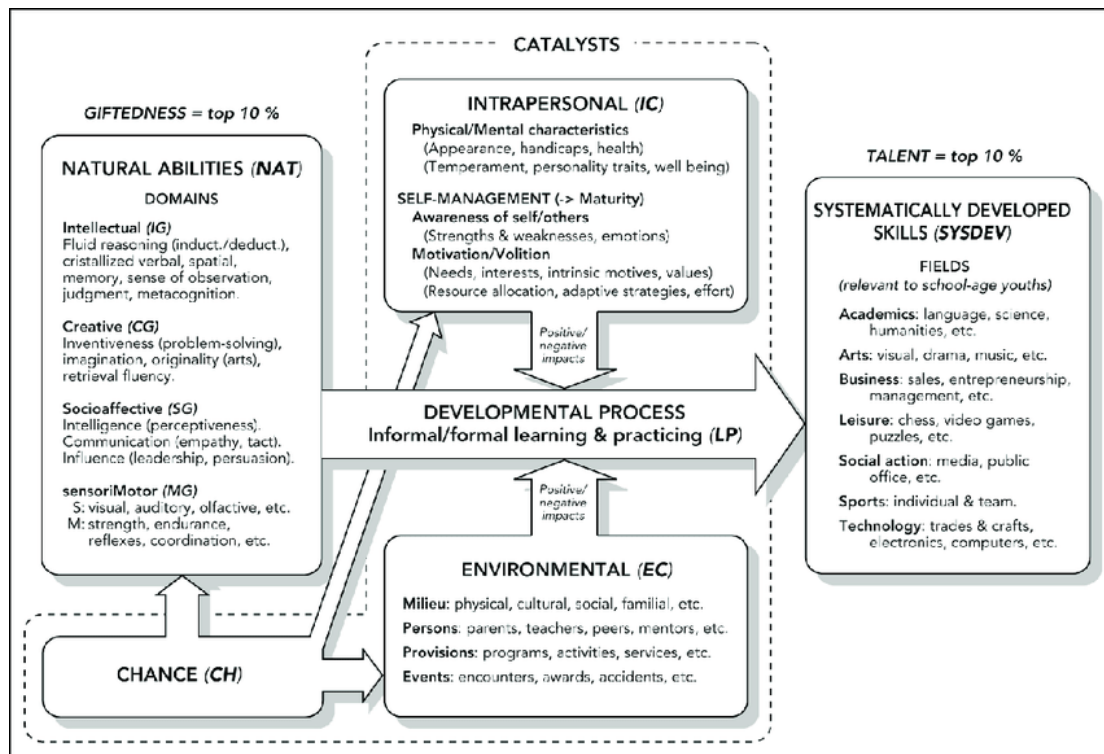 CATALYSTS
GIFTEDNESS = top 10 %
NATURAL ABILITIES (NAT)
DOMAINS
Intellectual (IG)
Fluid reasoning (induct./deduct.),
cristallized verbal, spatial,
memory, sense of observation,
judgment, metacognition.
Creative (CG)
Inventiveness (problem-solving),
imagination, originality (arts),
retrieval fluency.
Socioaffective (SG)
Intelligence (perceptiveness).
Communication (empathy, tact).
Influence (leadership, persuasion).
sensoriMotor (MG)
S: visual, auditory, olfactive, etc.
M: strength, endurance,
reflexes, coordination, etc.
CHANCE (CH)
INTRAPERSONAL (IC)
Physical/Mental characteristics
(Appearance, handicaps, health)
(Temperament, personality traits, well being)
SELF-MANAGEMENT (-> Maturity)
Awareness of self/others
(Strengths & weaknesses, emotions)
Motivation/Volition
(Needs, interests, intrinsic motives, values)
(Resource allocation, adaptive strategies, effort)
Positive/
negative
impacts
DEVELOPMENTAL PROCESS
Informal/formal learning & practicing (LP)
Positive/
negative
impacts
ENVIRONMENTAL (EC)
Milieu: physical, cultural, social, familial, etc.
Persons: parents, teachers, peers, mentors, etc.
Provisions: programs, activities, services, etc.
Events: encounters, awards, accidents, etc.
TALENT = top 10 %
SYSTEMATICALLY DEVELOPED
SKILLS (SYSDEV)
FIELDS
(relevant to school-age youths)
Academics: language, science,
humanities, etc.
Arts: visual, drama, music, etc.
Business: sales, entrepreneurship,
management, etc.
Leisure: chess, video games,
puzzles, etc.
Social action: media, public
office, etc.
Sports: individual & team.
Technology: trades & crafts,
electronics, computers, etc.